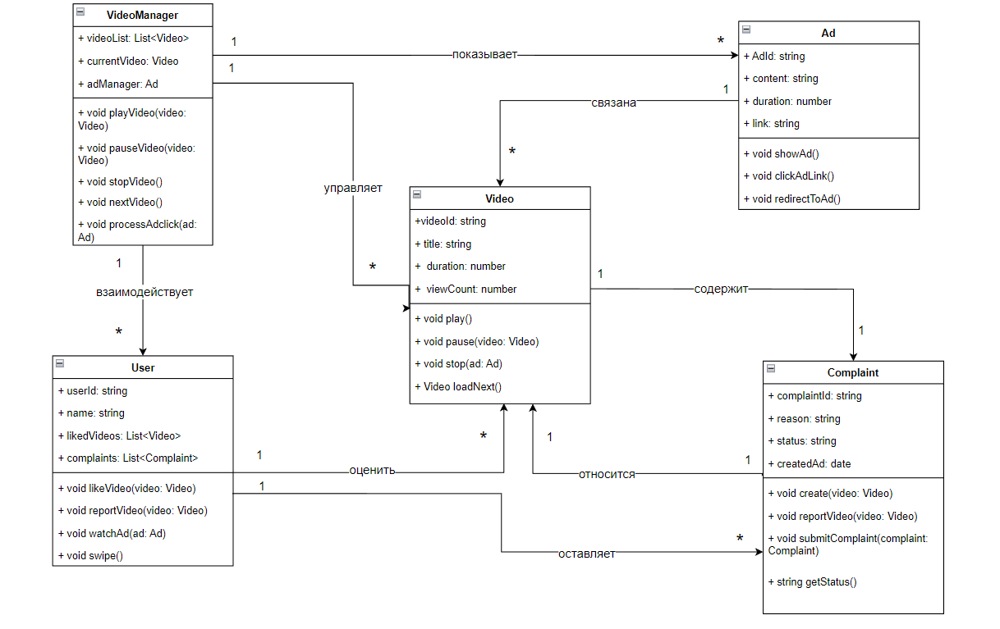 VideoManager
+ videoList: List<Video>
+ currentVideo: Video
+ adManager: Ad
+ void playVideo(video:
Video)
+ void pauseVideo(video:
Video)
+ void stopVideo()
+ void nextVideo()
+ void processAdclick(ad:
Ad)
1
*
показывает
1
Ad
+ AdId: string
+ content: string
+ duration: number
+ link: string
+ void showAd()
+ void clickAdLink()
+ void redirectToAd()
1
связана
*
управляет
*
Video
+videoId: string
+ title: string
+ duration: number
+ viewCount: number
+ void play()
+ void pause(video: Video)
+ void stop(ad: Ad)
+ Video loadNext()
1
взаимодействует
*
1
содержит
1
User
+ userId: string
+ name: string
+ likedVideos: List<Video>
+ complaints: List<Complaint>
+ void likeVideo(video: Video)
+ void reportVideo(video: Video)
+ void watchAd(ad: Ad)
+ void swipe()
Complaint
+ complaintId: string
+ reason: string
+ status: string
+ createdAd: date
+ void create(video: Video)
+ void reportVideo(video: Video)
+ void submitComplaint(complaint:
Complaint)
+ string getStatus()
*
1
оценить
1
1
относится
1
*
оставляет